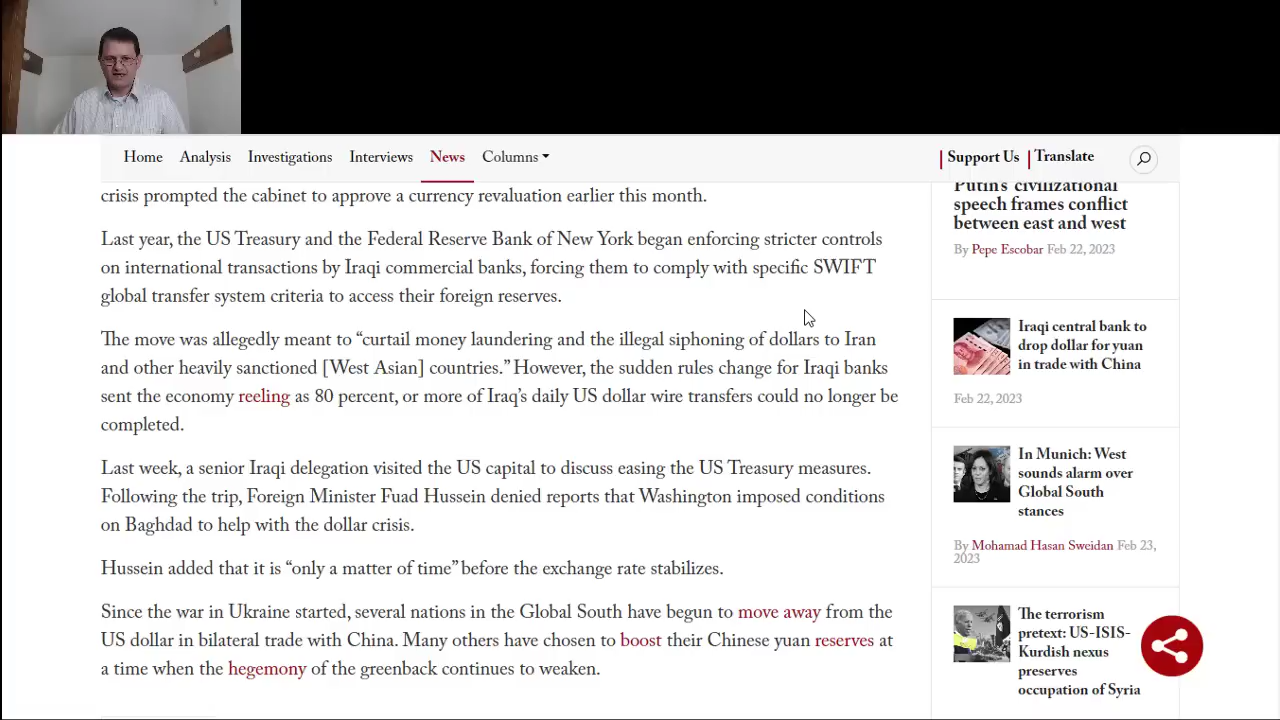 Home Analysis Investigations Interviews News Columns
Support Us Translate
crisis prompted the cabinet to approve a currency revaluation earlier this month.
Last year, the US Treasury and the Federal Reserve Bank of New York began enforcing stricter controls
on international transactions by Iraqi commercial banks, forcing them to comply with specific SWIFT
global transfer system criteria to access their foreign reserves.
The move was allegedly meant to “curtail money laundering and the illegal siphoning of dollars to Iran
and other heavily sanctioned [West Asian] countries.” However, the sudden rules change for Iraqi banks
sent the economy reeling as 80 percent, or more of Iraq’s daily US dollar wire transfers could no longer be
completed.
Last week, a senior Iraqi delegation visited the US capital to discuss easing the US Treasury measures.
Following the trip, Foreign Minister Fuad Hussein denied reports that Washington imposed conditions
on Baghdad to help with the dollar crisis.
Hussein added that it is “only a matter of time” before the exchange rate stabilizes.
Since the war in Ukraine started, several nations in the Global South have begun to move away from the
US dollar in bilateral trade with China. Many others have chosen to boost their Chinese yuan reserves at
a time when the hegemony of the greenback continues to weaken.
Putin's civilizational
speech frames conflict
between east and west
By Pepe Escobar Feb 22, 2023
Iraqi central bank to
drop dollar for yuan
in trade with China
Feb 22, 2023
In Munich: West
sounds alarm over
Global South
stances
By Mohamad Hasan Sweidan Feb 23,
2023
The terrorism
pretext: US-ISIS-
Kurdish nexus
preserves
occupation of Syria